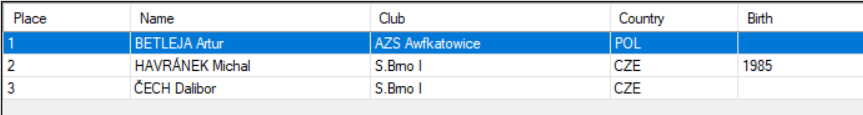 Place Name Club Country Birth
1 BETLEJA Artur AZS Awfkatowice POL
2 HAVRÁNEK Michal S.Brno I CZE 1985
3 ČECH Dalibor S.Brno I CZE